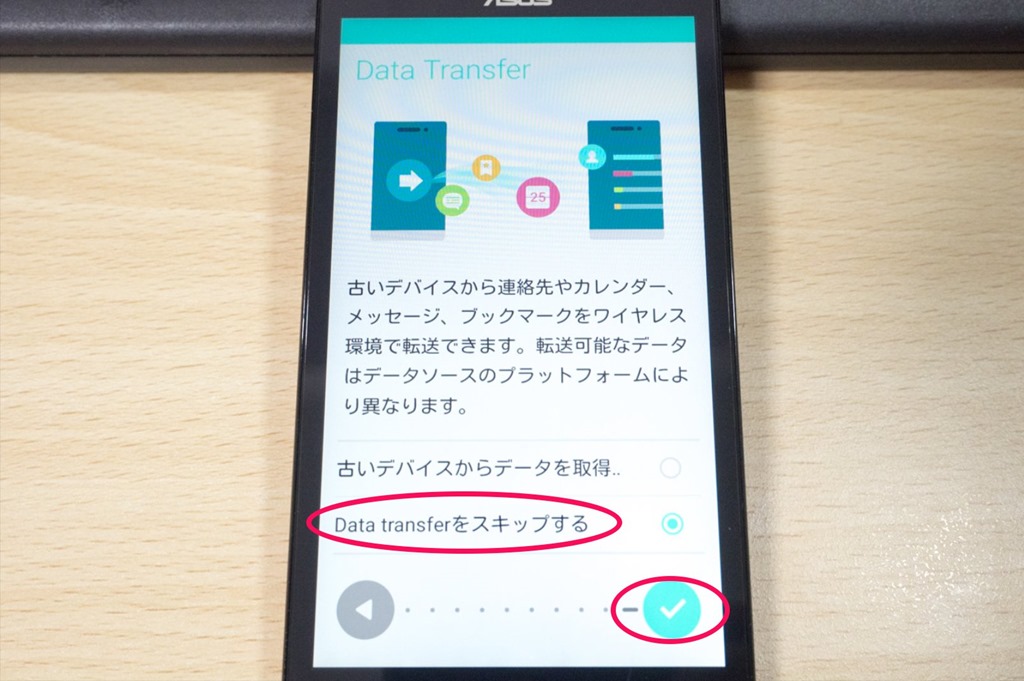 ASUS
Data Transfer
25
古いデバイスから連絡先やカレンダー、
メッセージ、ブックマークをワイヤレス
環境で転送できます。転送可能なデータ
はデータソースのプラットフォームによ
り異なります。
古いデバイスからデータを取得..
Data transferをスキップする